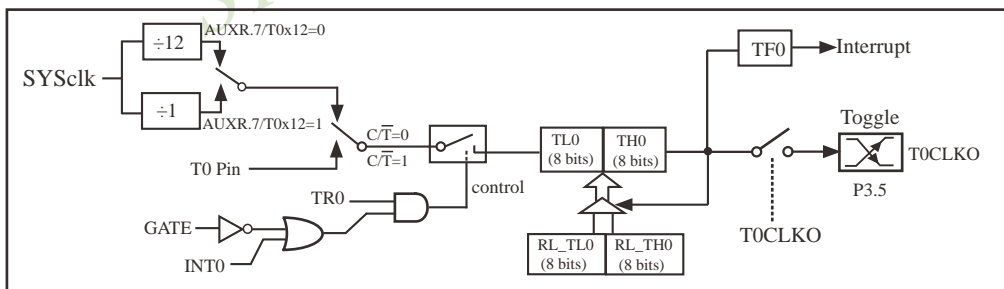 AUXR.7/T0x12=0
÷12
SYSclk
÷1
AUXR.7/T0x12=1
T0 Pin
C/T̅=0
C/T̅=1
TR0
control
GATE
INT0
TL0
(8 bits)
TH0
(8 bits)
RL_TL0
(8 bits)
RL_TH0
(8 bits)
TF0
Interrupt
Toggle
T0CLKO
P3.5
T0CLKO